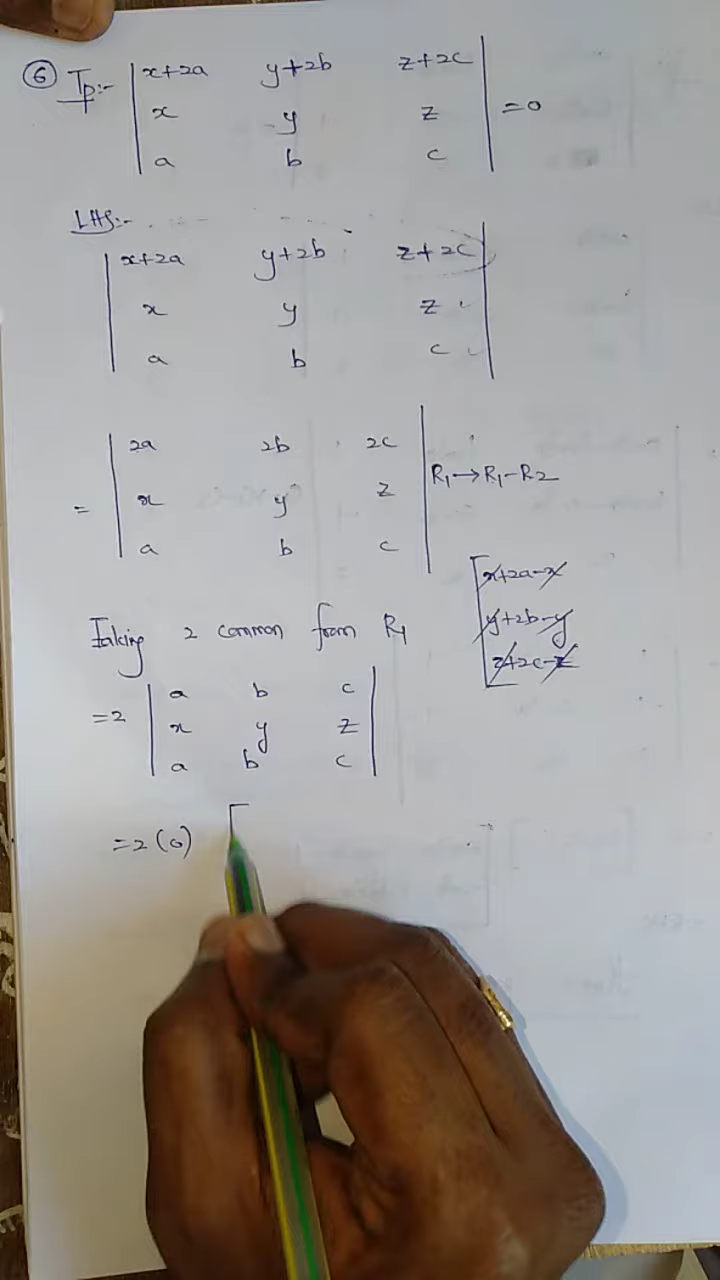 ⑥ Tp:- | x+2a y+2b z+2c |
| x y z | =0
| a b c |
LHS:-
| x+2a y+2b z+2c |
| x y z |
| a b c |
| 2a 2b 2c |
= | x y z | R1→R1-R2
| a b c |
[x+2a-x
Taking 2 common from R1 y+2b-y
z+2c-z
| a b c |
=2 | x y z |
| a b c |
=2(0) [